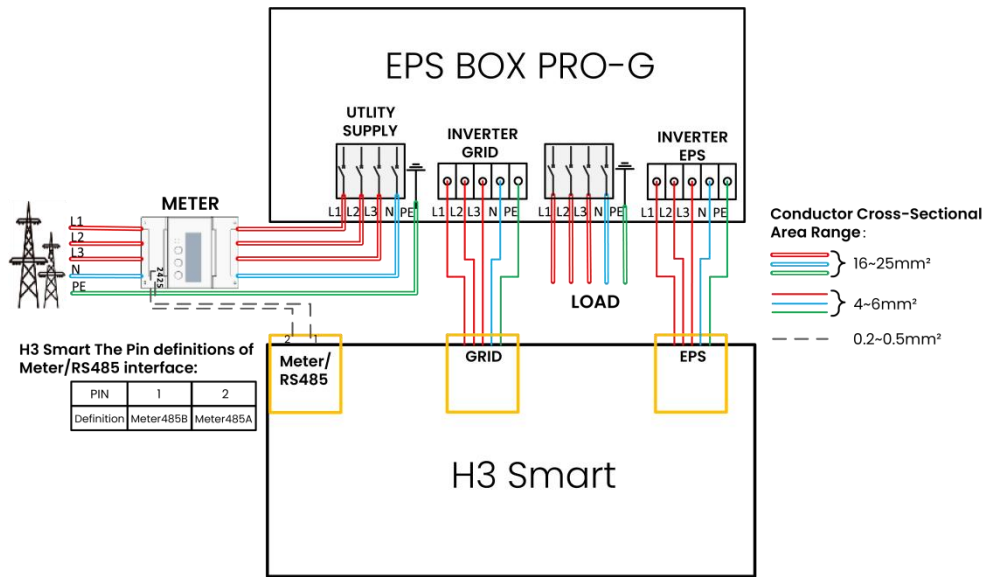 EPS BOX PRO-G
UTLITY
SUPPLY
INVERTER
GRID
INVERTER
EPS
L1 L2 L3 N PE
L1 L2 L3 N PE
L1 L2 L3 N PE
L1 L2 L3 N PE
METER
L1
L2
L3
N
PE
24 25
LOAD
Conductor Cross-Sectional
Area Range:
16~25mm²
4~6mm²
0.2~0.5mm²
2 1
Meter/
RS485
GRID
EPS
H3 Smart The Pin definitions of
Meter/RS485 interface:
PIN 1 2
Definition Meter485B Meter485A
H3 Smart